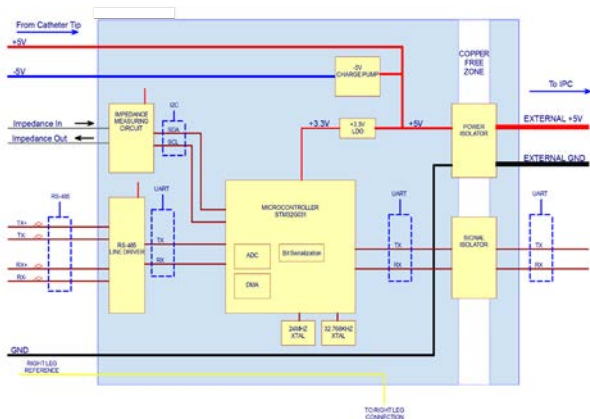 From Catheter Tip
+5V
-5V
-5V
CHARGE PUMP
COPPER
FREE
ZONE
To IPC
I2C
IMPEDANCE
MEASURING
CIRCUIT
SDA
SCL
Impedance In
Impedance Out
+3.3V
+3.3V
LDO
+5V
POWER
ISOLATOR
EXTERNAL +5V
EXTERNAL GND
RS-485
UART
MICROCONTROLLER
STM32G031
UART
UART
TX+
TX-
RX+
RX-
RS-485
LINE DRIVER
TX
RX
ADC
Bit Serialization
DMA
TX
RX
SIGNAL
ISOLATOR
TX
RX
24MHZ
XTAL
32.768KHZ
XTAL
GND
RIGHT LEG
REFERENCE
TO RIGHT LEG
CONNECTION